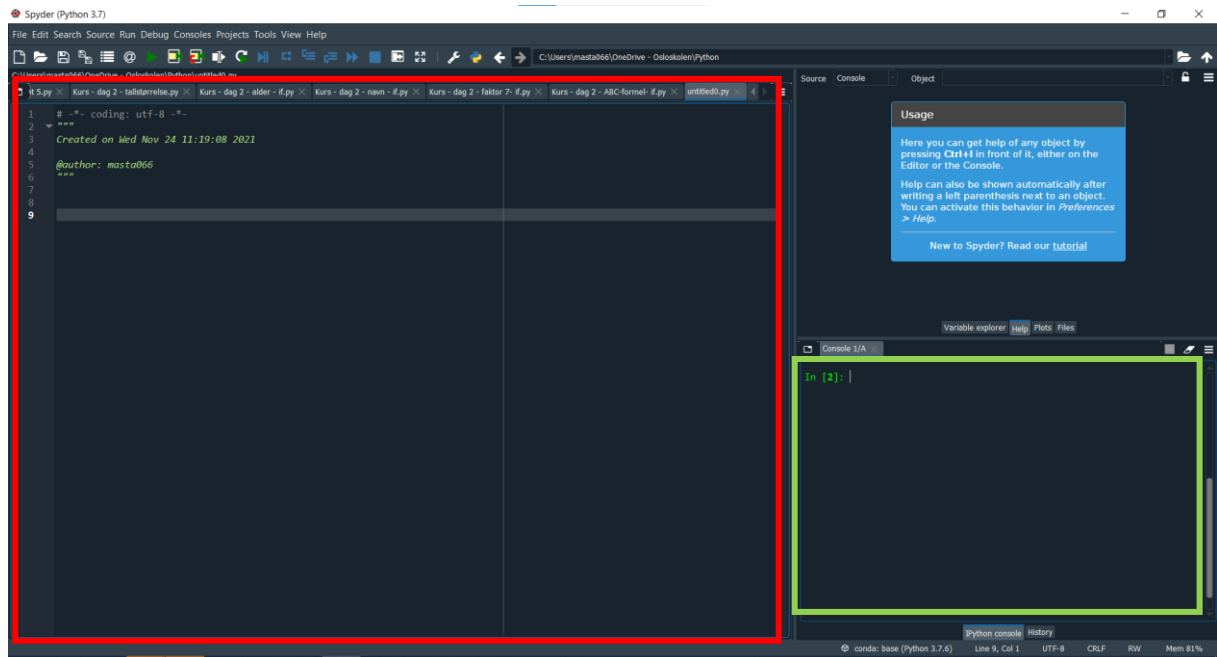 Spyder (Python 3.7)
File Edit Search Source Run Debug Consoles Projects Tools View Help
C:\Users\masta066\OneDrive - Osloskolen\Python
C:\Users\masta066\OneDrive - Osloskolen\Python\untitled0.py
nt 5.py Kurs - dag 2 - tallstørrelse.py Kurs - dag 2 - alder - if.py Kurs - dag 2 - navn - if.py Kurs - dag 2 - faktor 7- if.py Kurs - dag 2 - ABC-formel- if.py untitled0.py
1 # -*- coding: utf-8 -*-
2 """
3 Created on Wed Nov 24 11:19:08 2021
4
5 @author: masta066
6 """
7
8
9
Source Console Object
Usage
Here you can get help of any object by
pressing Ctrl+I in front of it, either on the
Editor or the Console.
Help can also be shown automatically after
writing a left parenthesis next to an object.
You can activate this behavior in Preferences
> Help.
New to Spyder? Read our tutorial
Variable explorer Help Plots Files
Console 1/A
In [2]:
IPython console History
conda: base (Python 3.7.6) Line 9, Col 1 UTF-8 CRLF RW Mem 81%